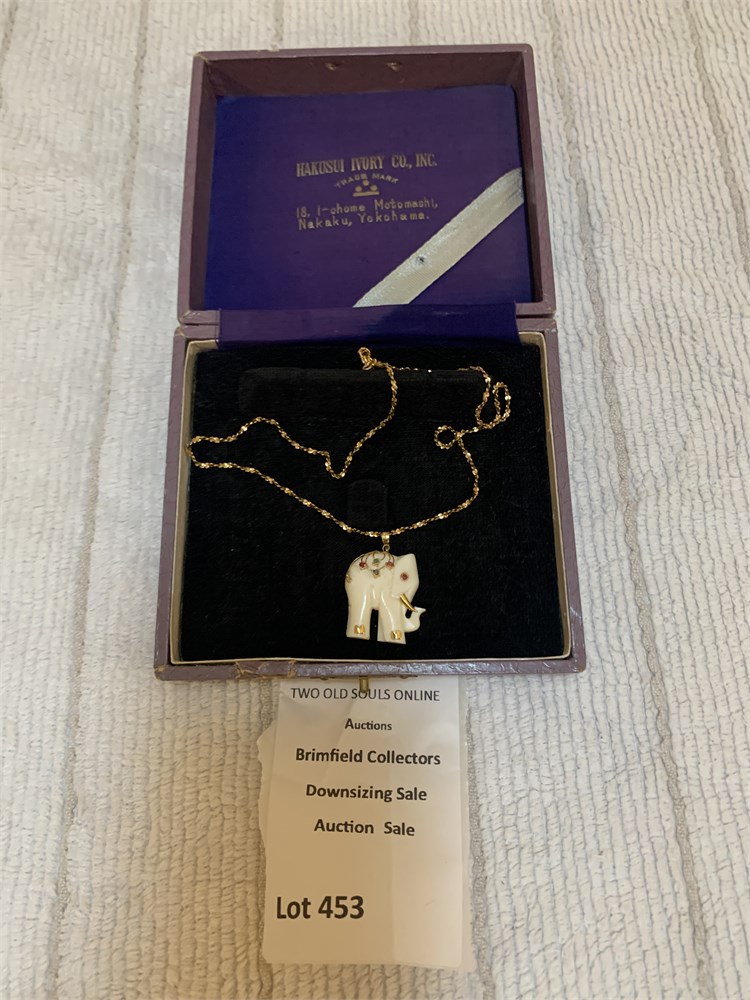 HAKUSUI IVORY CO., INC.
TRADE MARK
18, 1-chome Motomachi,
Nakaku, Yokohama.
TWO OLD SOULS ONLINE
Auctions
Brimfield Collectors
Downsizing Sale
Auction Sale
Lot 453